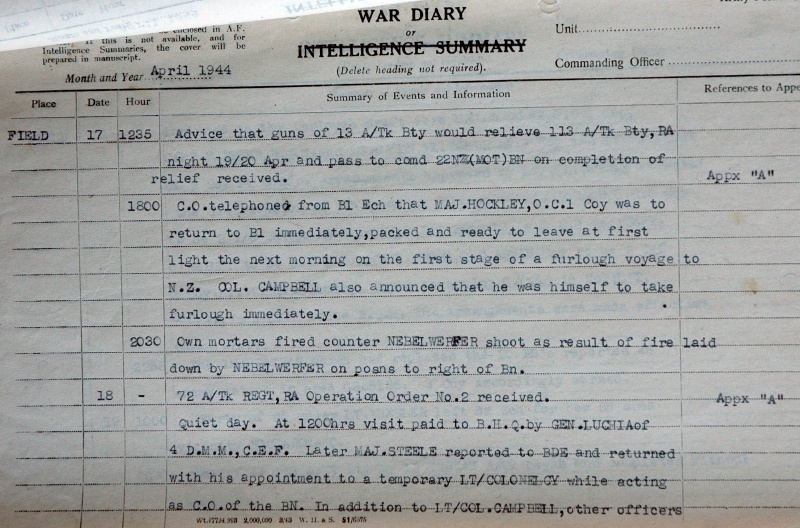 WAR DIARY
or
INTELLIGENCE SUMMARY
(Delete heading not required).
enclosed in A.F.
if this is not available, and for
Intelligence Summaries, the cover will be
prepared in manuscript.
Month and Year April 1944
Unit
Commanding Officer
Place Date Hour Summary of Events and Information References to Appe
FIELD 17 1235 Advice that guns of 13 A/Tk Bty would relieve 113 A/Tk Bty,RA
night 19/20 Apr and pass to comd 22NZ(MOT)BN on completion of
relief received. Appx "A"
1800 C.O.telephoned from B1 Ech that MAJ.HOCKLEY,O.C.1 Coy was to
return to B1 immediately,packed and ready to leave at first
light the next morning on the first stage of a furlough voyage to
N.Z. COL. CAMPBELL also announced that he was himself to take
furlough immediately.
2030 Own mortars fired counter NEBELWERFER shoot as result of fire laid
down by NEBELWERFER on posns to right of Bn.
18 - 72 A/Tk REGT,RA Operation Order No.2 received. Appx "A"
Quiet day. At 1200hrs visit paid to B.H.Q.by GEN.LUCHIAof
4 D.M.M.,C.E.F. Later MAJ.STEELE reported to BDE and returned
with his appointment to a temporary LT/COLONELCY while acting
as C.O.of the BN. In addition to LT/COL.CAMPBELL,other officers
2,000,000 3/43 W. H. & S. 51/6375